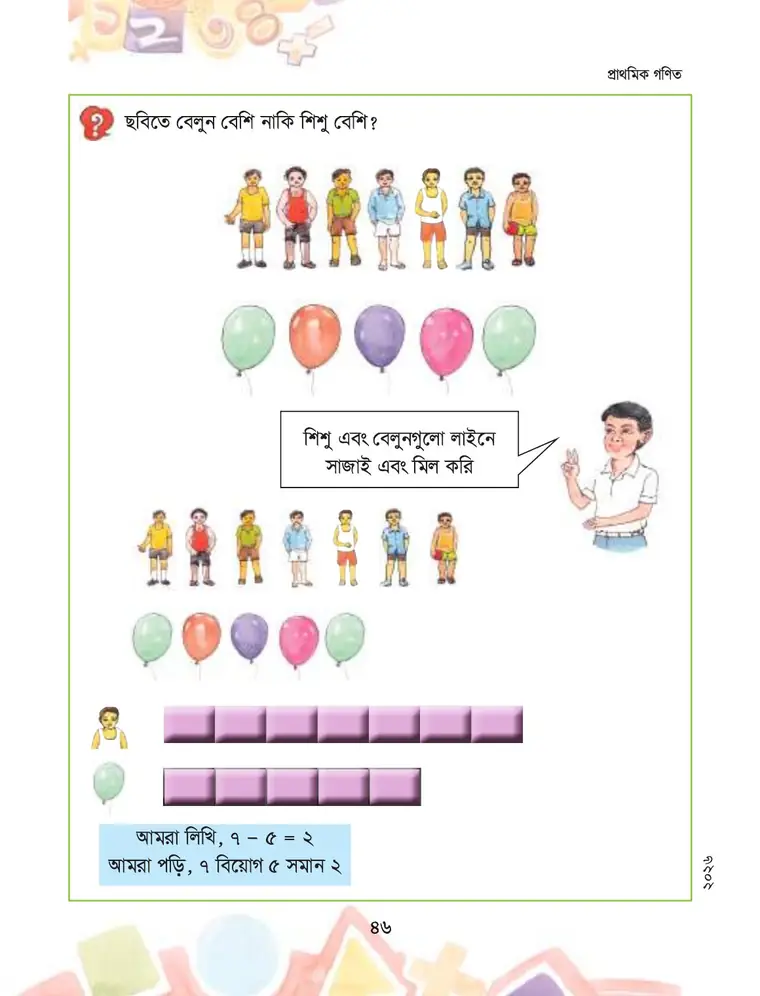 প্রাথমিক গণিত
ছবিতে বেলুন বেশি নাকি শিশু বেশি?
শিশু এবং বেলুনগুলো লাইনে
সাজাই এবং মিল করি
আমরা লিখি, ৭ – ৫ = ২
আমরা পড়ি, ৭ বিয়োগ ৫ সমান ২
২০২৬
৪৬